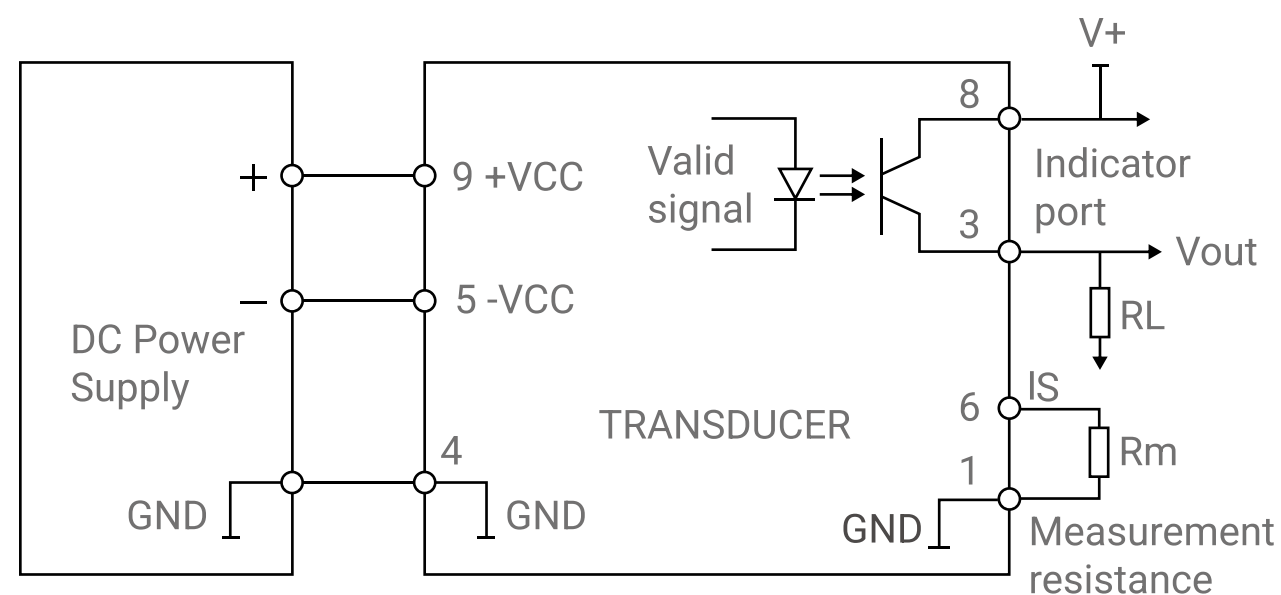 V+
8
Valid
signal
Indicator
port
+
9 +VCC
3
Vout
−
5 -VCC
RL
DC Power
Supply
IS
6
TRANSDUCER
4
Rm
1
GND
GND
GND
Measurement
resistance